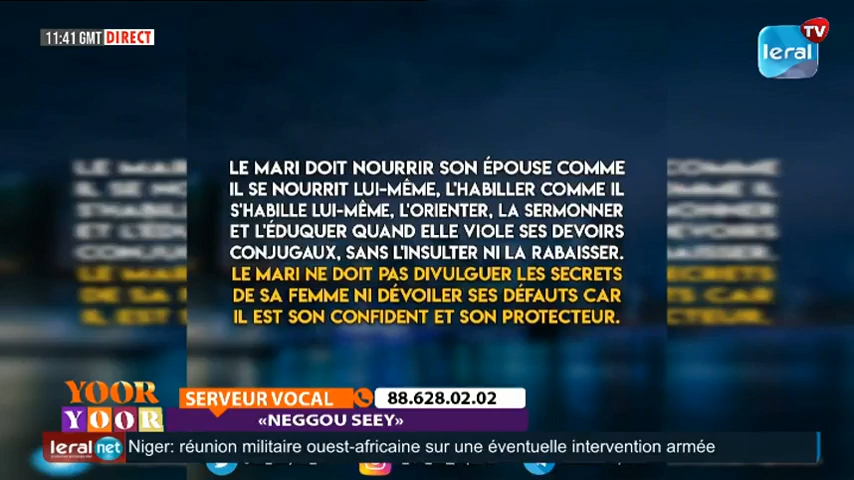 11:41 GMT DIRECT
leral TV
LE MARI DOIT NOURRIR SON ÉPOUSE COMME
IL SE NOURRIT LUI-MÊME, L'HABILLER COMME IL
S'HABILLE LUI-MÊME, L'ORIENTER, LA SERMONNER
ET L'ÉDUQUER QUAND ELLE VIOLE SES DEVOIRS
CONJUGAUX, SANS L'INSULTER NI LA RABAISSER.
LE MARI NE DOIT PAS DIVULGUER LES SECRETS
DE SA FEMME NI DÉVOILER SES DÉFAUTS CAR
IL EST SON CONFIDENT ET SON PROTECTEUR.
YOOR
YOOR
SERVEUR VOCAL 88.628.02.02
«NEGGOU SEEY»
leral net Niger: réunion militaire ouest-africaine sur une éventuelle intervention armée